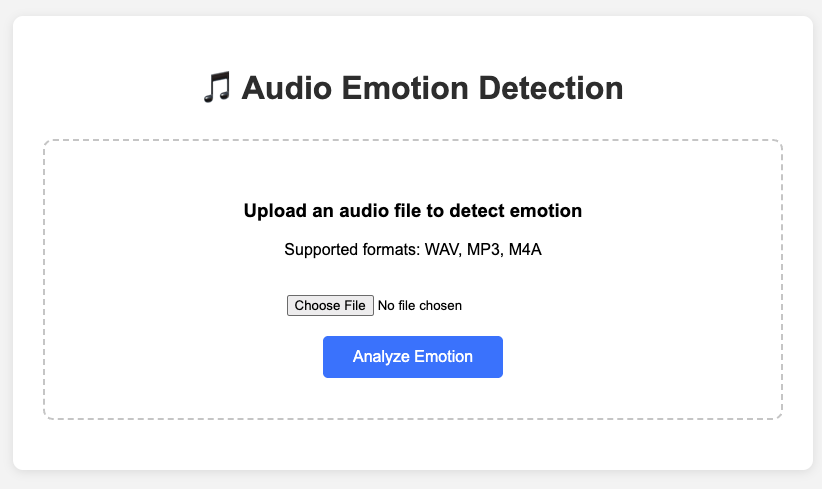 🎵 Audio Emotion Detection
Upload an audio file to detect emotion
Supported formats: WAV, MP3, M4A
Choose File No file chosen
Analyze Emotion